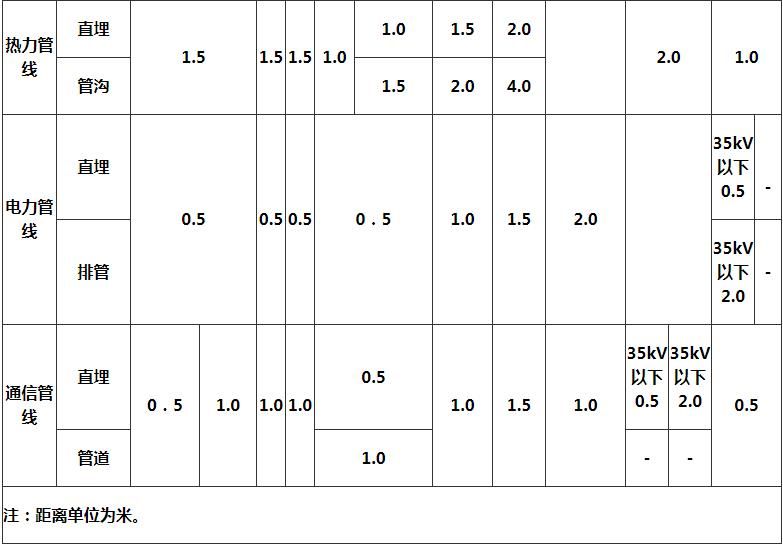 热力管线 直埋 1.5 1.5 1.5 1.0 1.0 1.5 2.0 2.0 1.0
管沟 1.5 2.0 4.0
电力管线 直埋 0.5 0.5 0.5 0．5 1.0 1.5 2.0 35kV以下0.5 -
排管 35kV以下2.0 -
通信管线 直埋 0．5 1.0 1.0 1.0 0.5 1.0 1.5 1.0 35kV以下0.5 35kV以下2.0 0.5
管道 1.0 - -
注：距离单位为米。